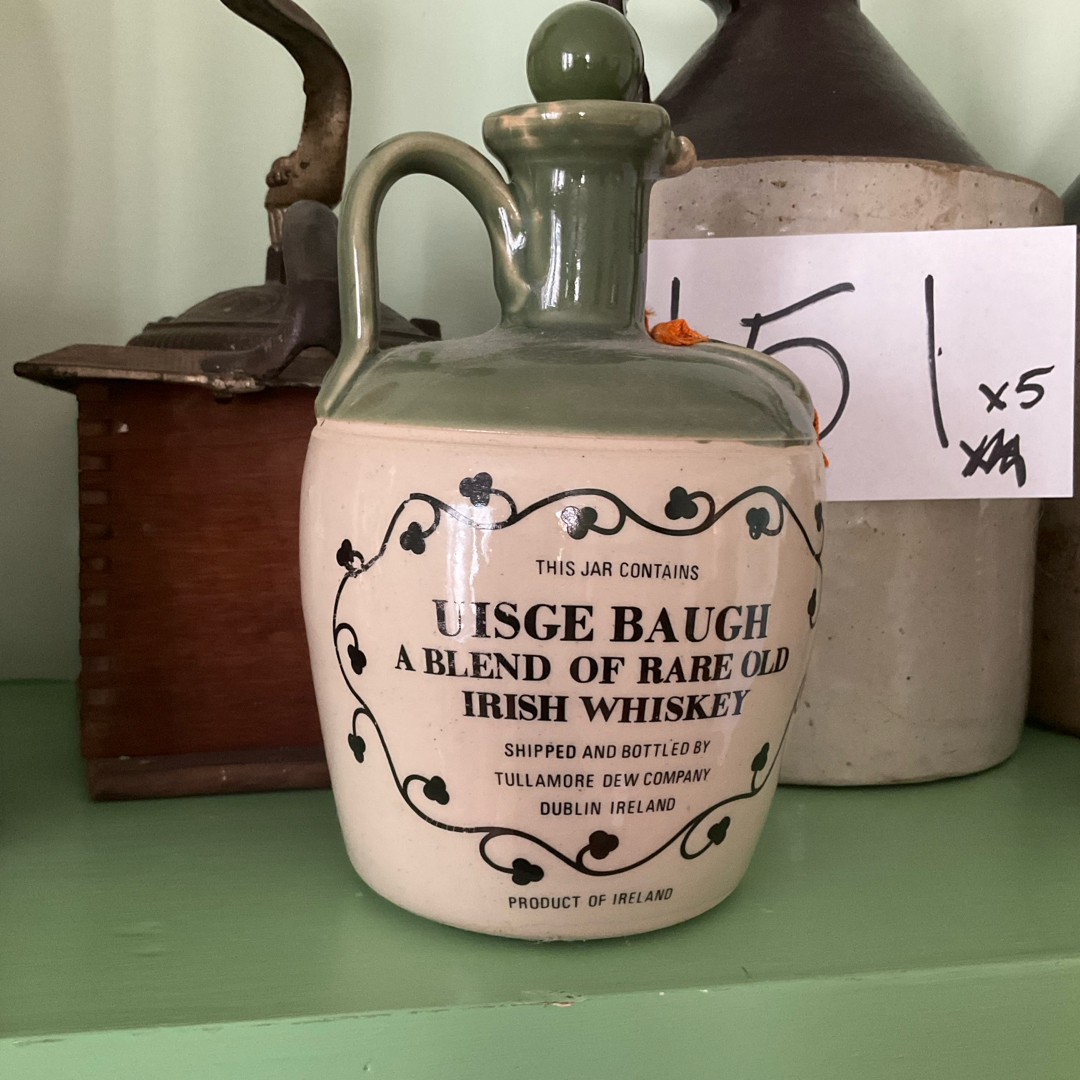 151
x5
THIS JAR CONTAINS
UISGE BAUGH
A BLEND OF RARE OLD
IRISH WHISKEY
SHIPPED AND BOTTLED BY
TULLAMORE DEW COMPANY
DUBLIN IRELAND
PRODUCT OF IRELAND